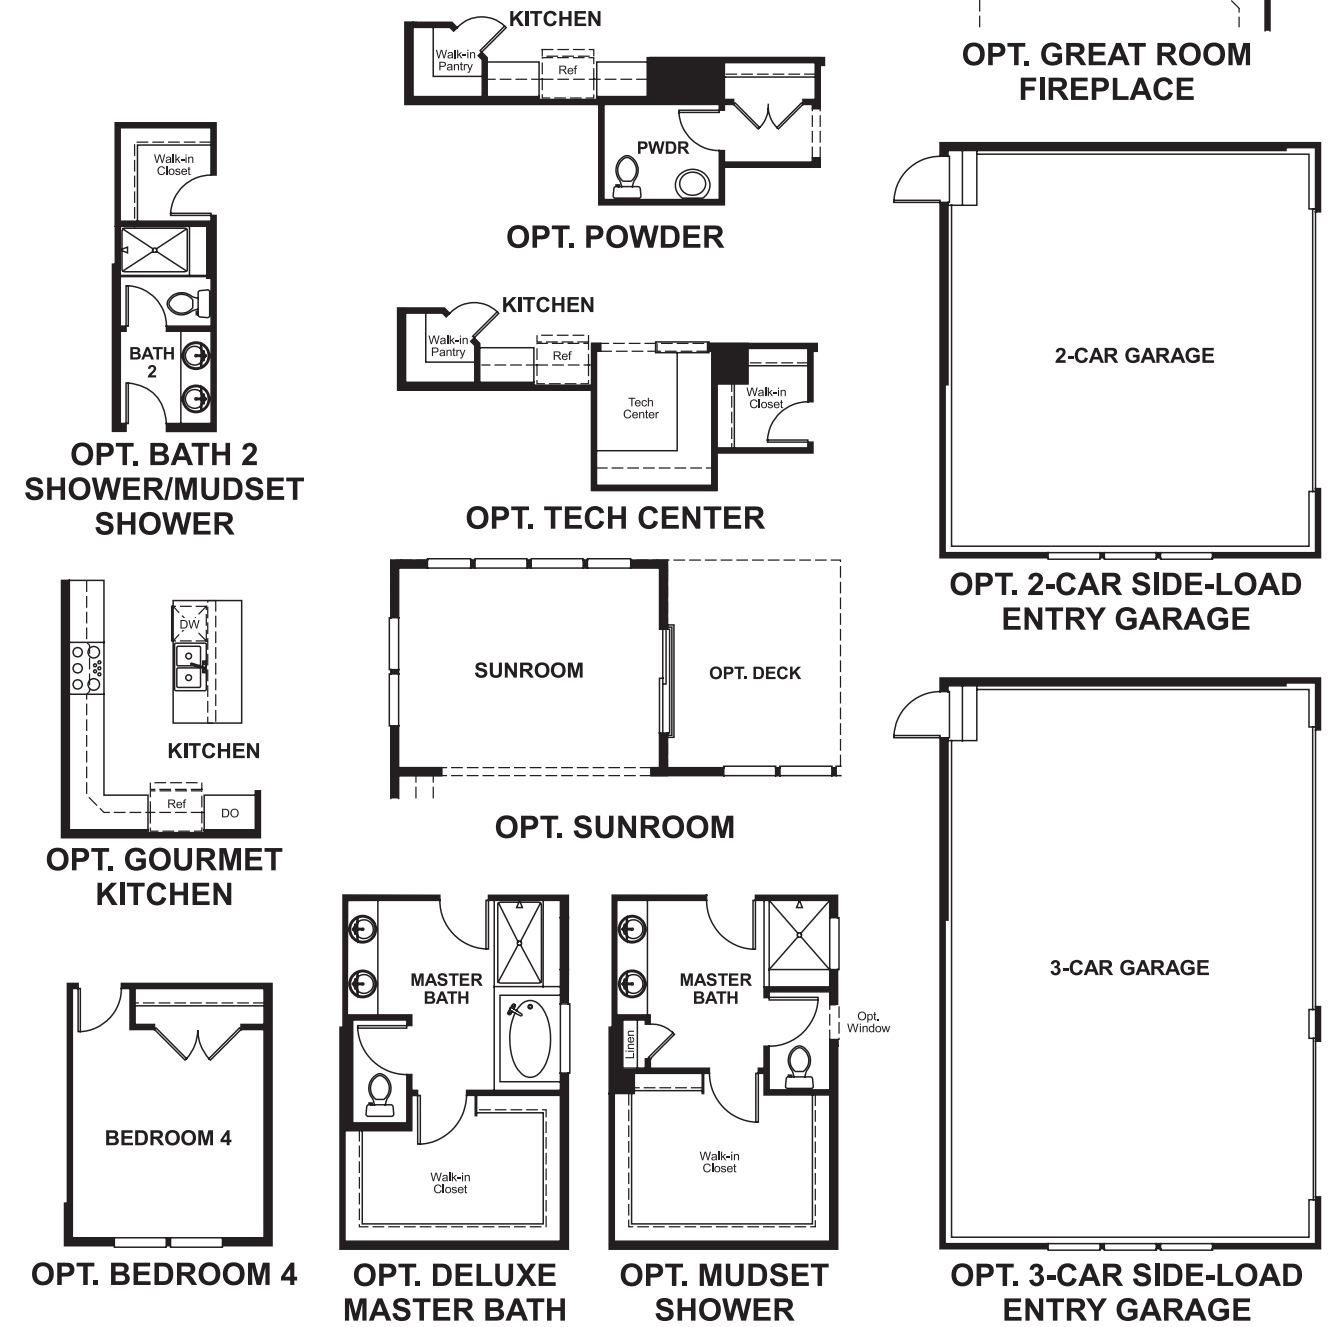 KITCHEN
Walk-in
Pantry
Ref
PWDR
OPT. POWDER
OPT. GREAT ROOM
FIREPLACE
Walk-in
Closet
BATH
2
OPT. BATH 2
SHOWER/MUDSET
SHOWER
KITCHEN
Walk-in
Pantry
Ref
Tech
Center
Walk-in
Closet
OPT. TECH CENTER
2-CAR GARAGE
OPT. 2-CAR SIDE-LOAD
ENTRY GARAGE
DW
KITCHEN
Ref
DO
OPT. GOURMET
KITCHEN
SUNROOM
OPT. DECK
OPT. SUNROOM
3-CAR GARAGE
OPT. 3-CAR SIDE-LOAD
ENTRY GARAGE
BEDROOM 4
OPT. BEDROOM 4
MASTER
BATH
Walk-in
Closet
OPT. DELUXE
MASTER BATH
MASTER
BATH
Linen
Opt.
Window
Walk-in
Closet
OPT. MUDSET
SHOWER